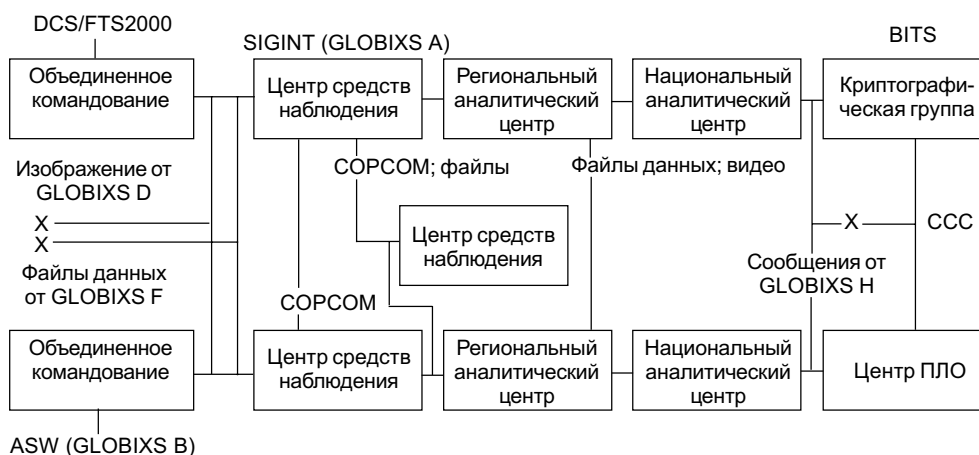 DCS/FTS2000
SIGINT (GLOBIXS A)
BITS
Объединенное
командование
Центр средств
наблюдения
Региональный
аналитический
центр
Национальный
аналитический
центр
Криптографи-
ческая группа
Изображение от
GLOBIXS D
X
X
Файлы данных
от GLOBIXS F
COPCOM; файлы
Файлы данных; видео
Центр средств
наблюдения
COPCOM
X
CCC
Сообщения от
GLOBIXS H
Объединенное
командование
Центр средств
наблюдения
Региональный
аналитический
центр
Национальный
аналитический
центр
Центр ПЛО
ASW (GLOBIXS B)